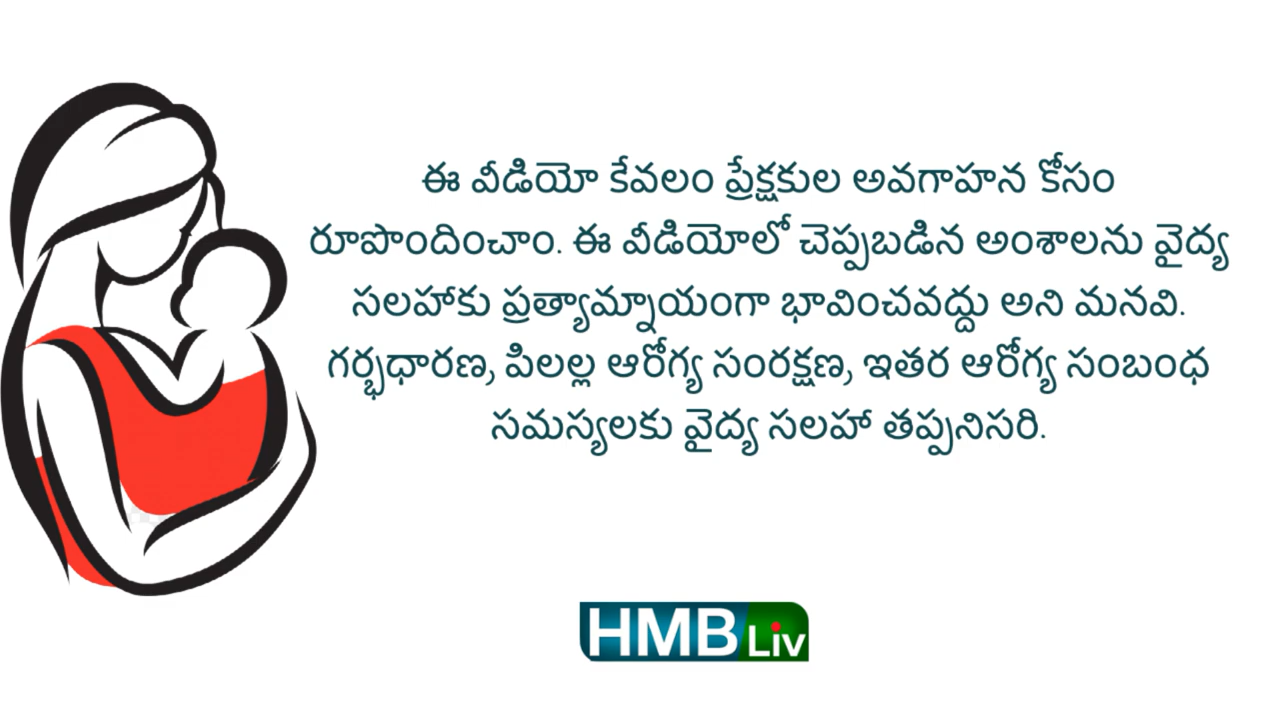 ఈ వీడియో కేవలం ప్రేక్షకుల అవగాహన కోసం
రూపొందించాం. ఈ వీడియోలో చెప్పబడిన అంశాలను వైద్య
సలహాకు ప్రత్యామ్నాయంగా భావించవద్దు అని మనవి.
గర్భధారణ, పిలల్ల ఆరోగ్య సంరక్షణ, ఇతర ఆరోగ్య సంబంధ
సమస్యలకు వైద్య సలహా తప్పనిసరి.
HMB Liv